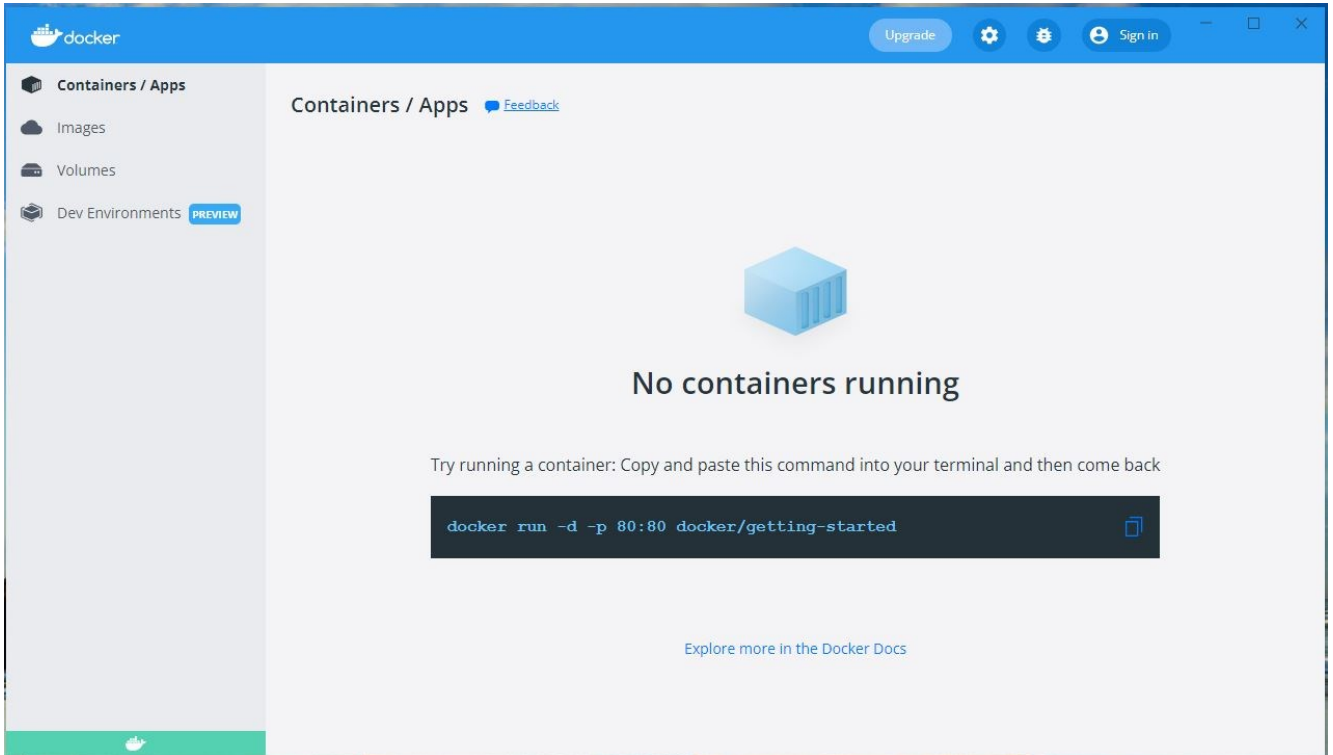 docker
Upgrade
Sign in
Containers / Apps
Images
Volumes
Dev Environments PREVIEW
Containers / Apps Feedback
No containers running
Try running a container: Copy and paste this command into your terminal and then come back
docker run -d -p 80:80 docker/getting-started
Explore more in the Docker Docs